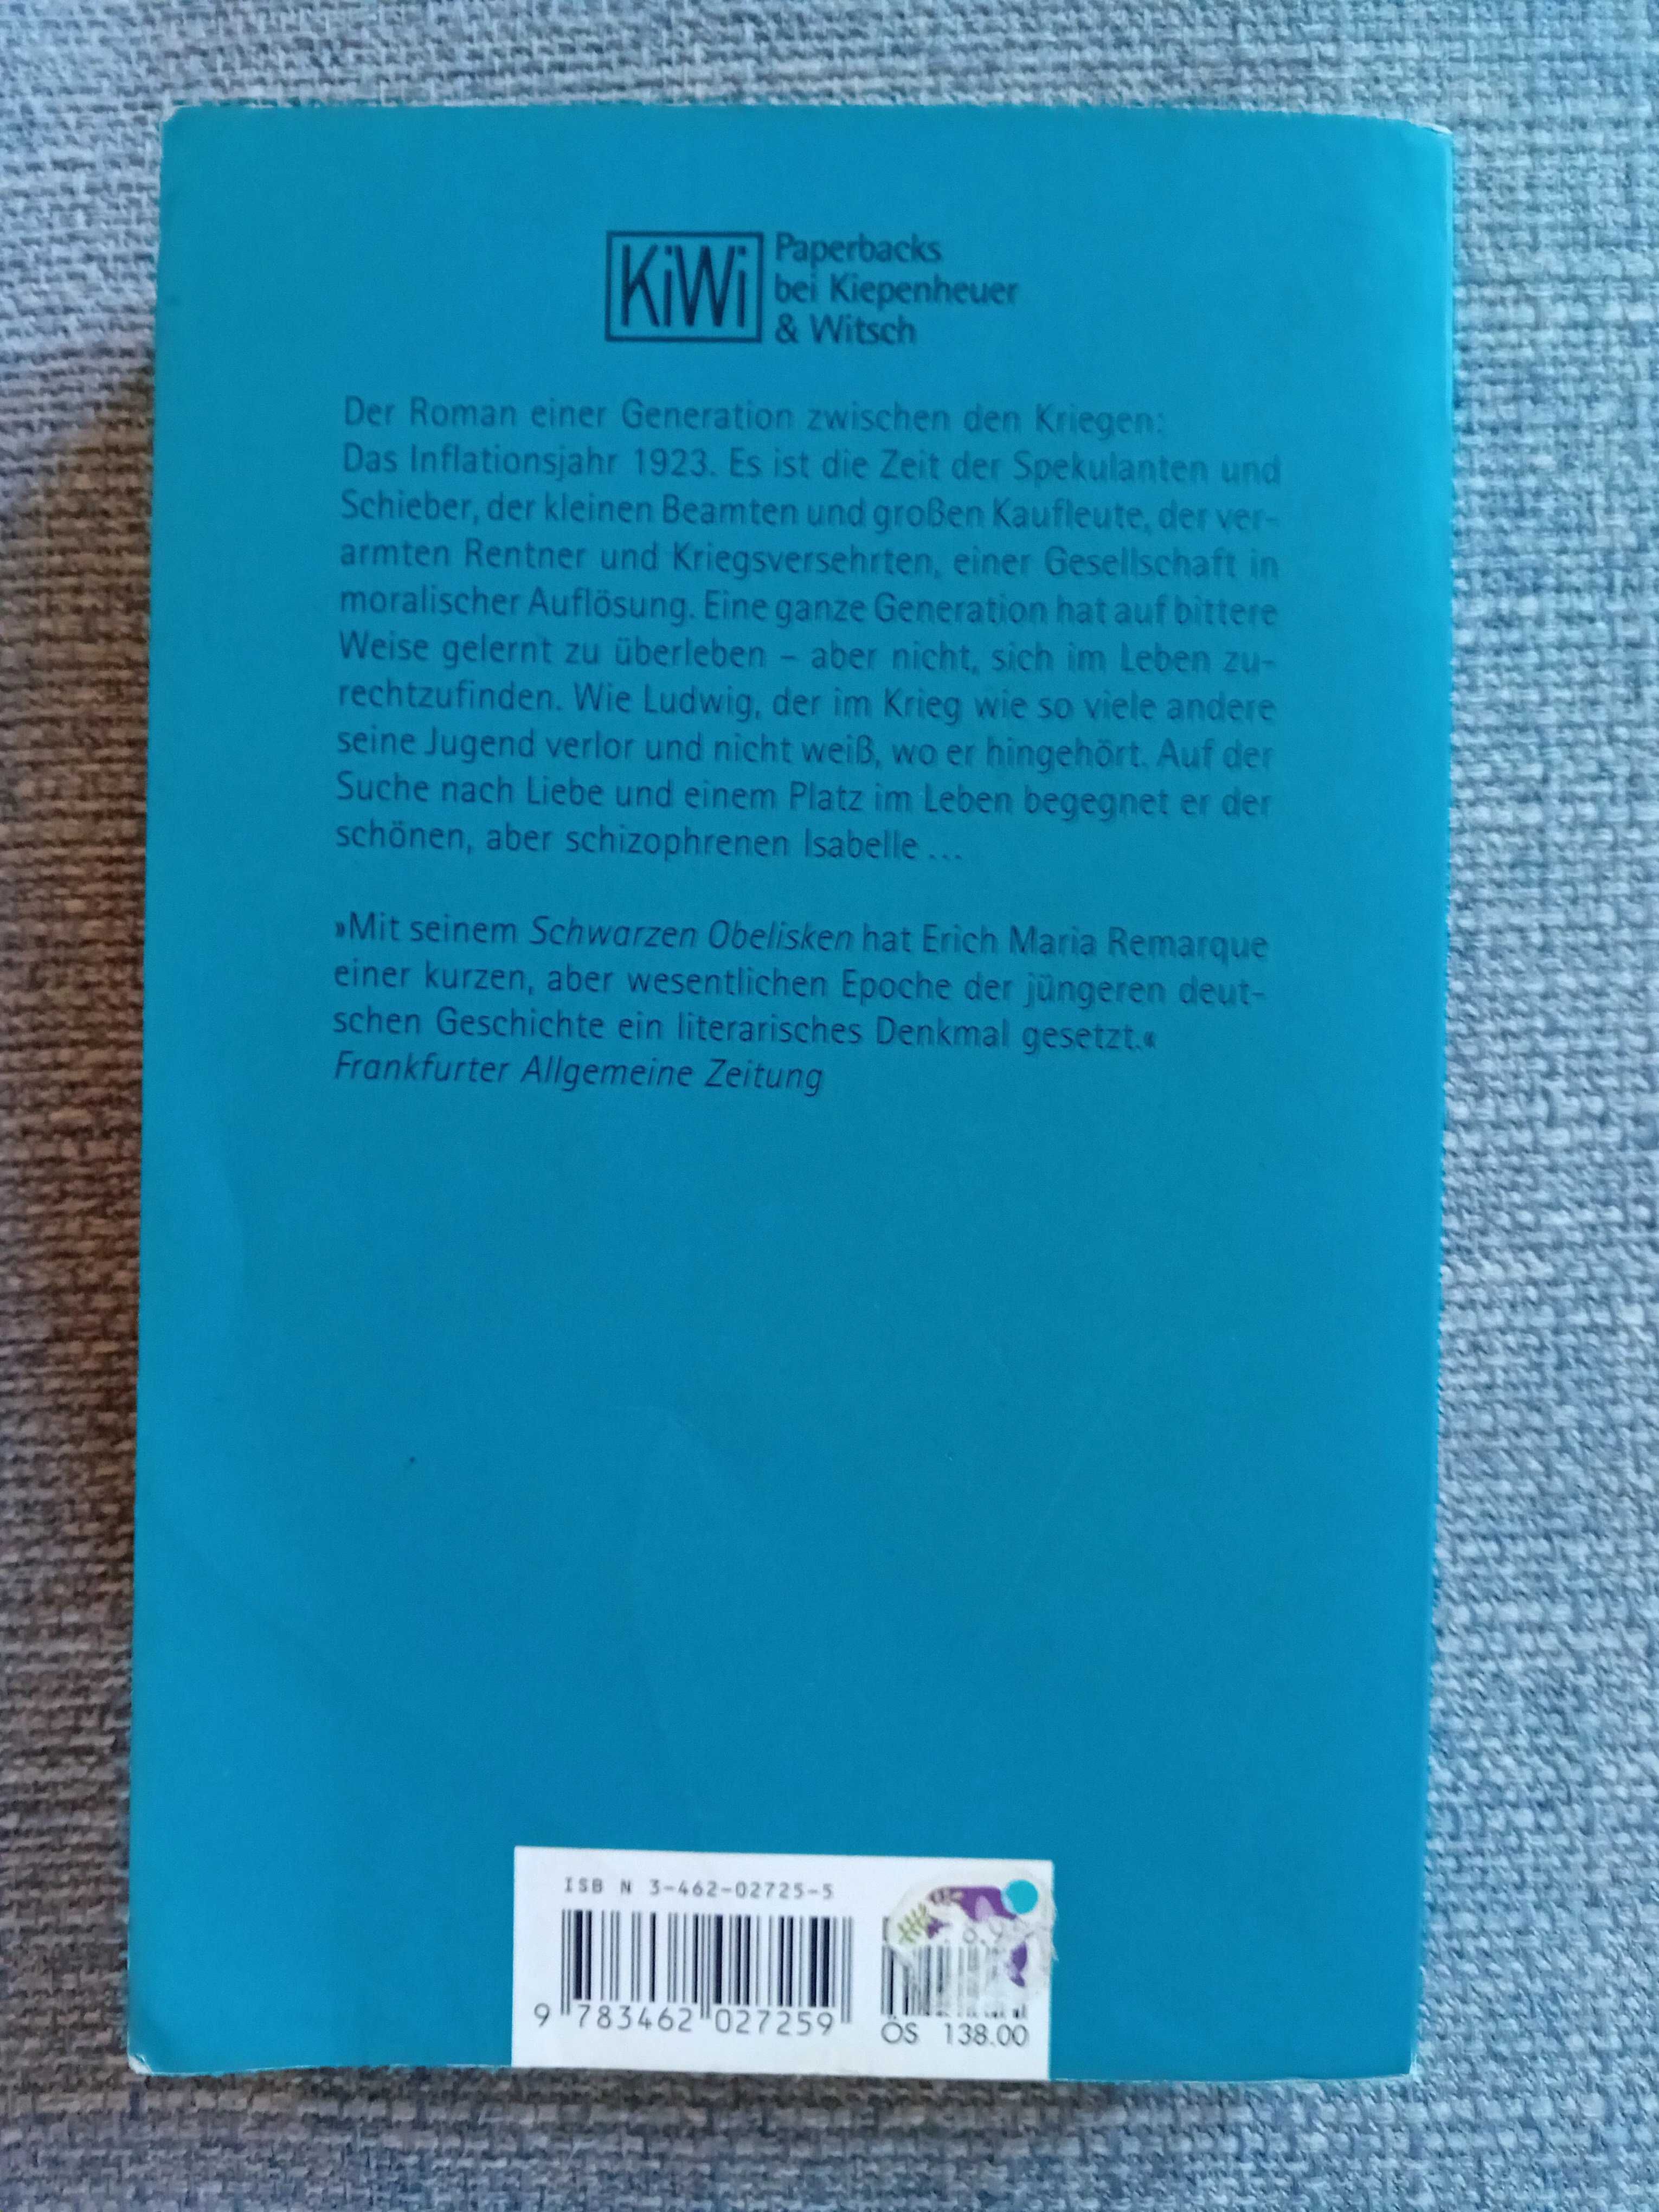 KiWi
Paperbacks
bei Kiepenheuer
& Witsch
Der Roman einer Generation zwischen den Kriegen:
Das Inflationsjahr 1923. Es ist die Zeit der Spekulanten und
Schieber, der kleinen Beamten und großen Kaufleute, der ver-
armten Rentner und Kriegsversehrten, einer Gesellschaft in
moralischer Auflösung. Eine ganze Generation hat auf bittere
Weise gelernt zu überleben – aber nicht, sich im Leben zu-
rechtzufinden. Wie Ludwig, der im Krieg wie so viele andere
seine Jugend verlor und nicht weiß, wo er hingehört. Auf der
Suche nach Liebe und einem Platz im Leben begegnet er der
schönen, aber schizophrenen Isabelle ...
»Mit seinem Schwarzen Obelisken hat Erich Maria Remarque
einer kurzen, aber wesentlichen Epoche der jüngeren deut-
schen Geschichte ein literarisches Denkmal gesetzt.«
Frankfurter Allgemeine Zeitung
ISB N 3-462-02725-5
9 783462 027259
ÖS 138.00